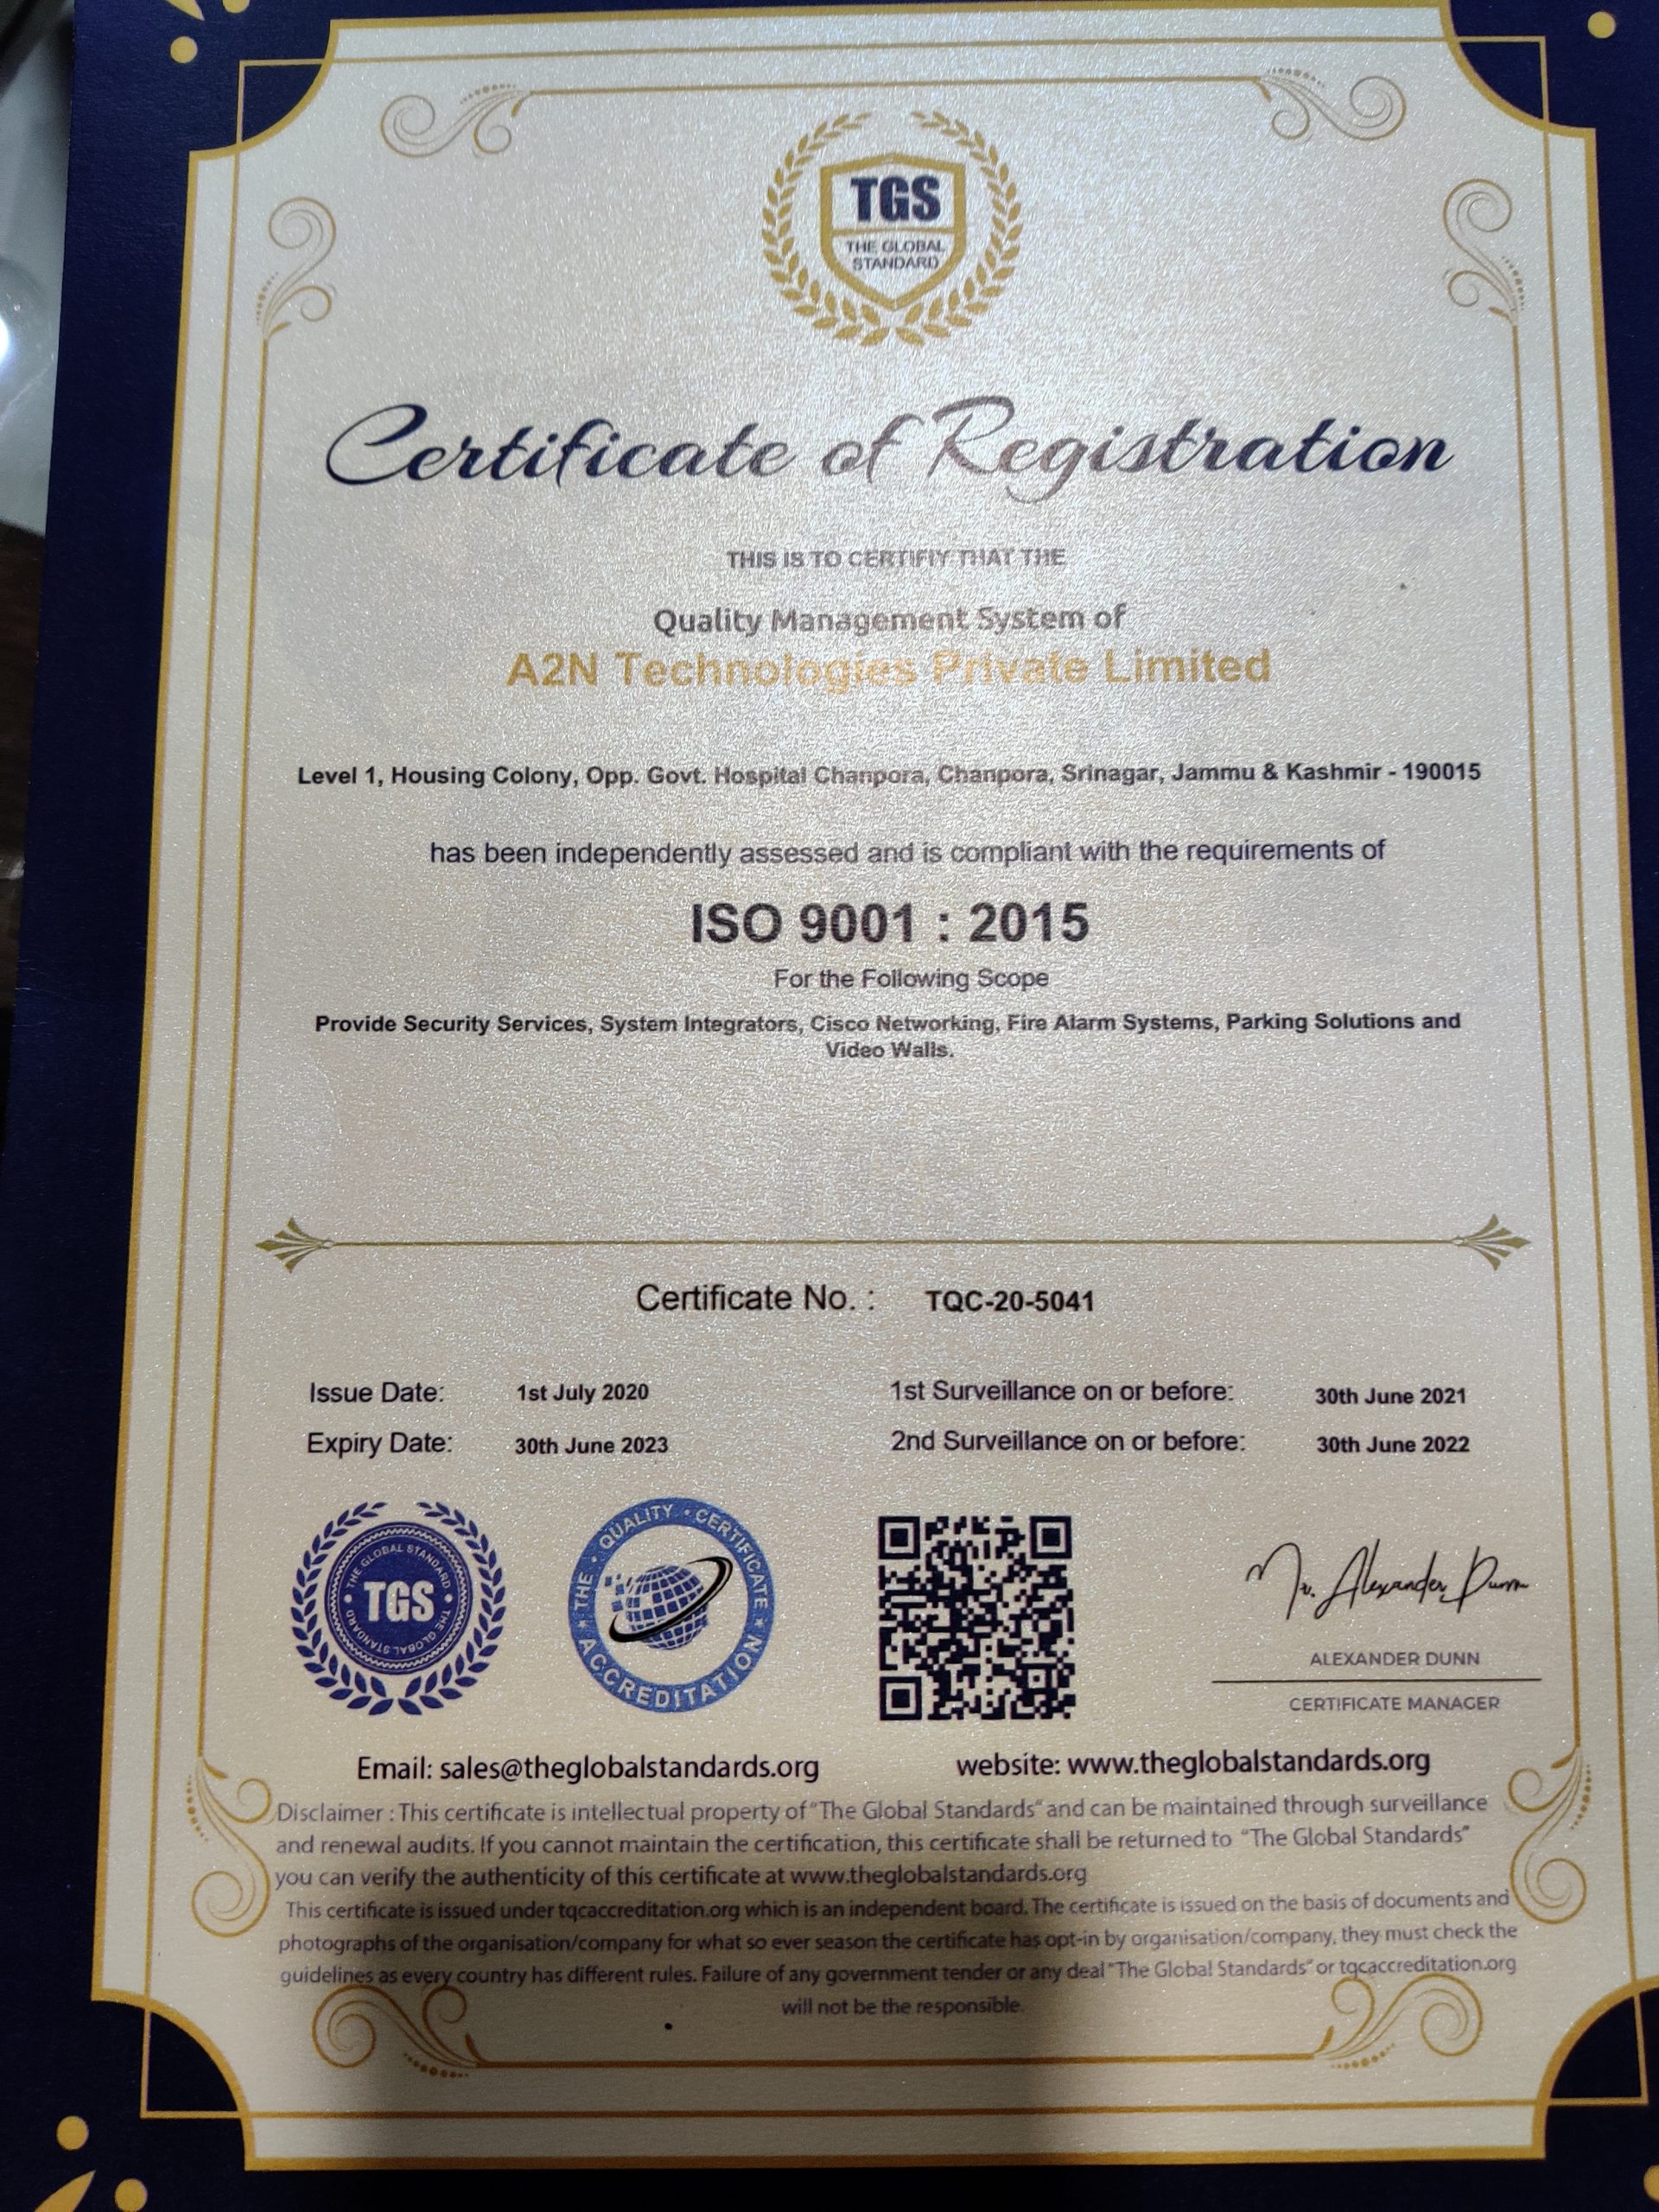 TGS
THE GLOBAL
STANDARD
Certificate of Registration
THIS IS TO CERTIFIY THAT THE
Quality Management System of
A2N Technologies Private Limited
Level 1, Housing Colony, Opp. Govt. Hospital Chanpora, Chanpora, Srinagar, Jammu & Kashmir - 190015
has been independently assessed and is compliant with the requirements of
ISO 9001 : 2015
For the Following Scope
Provide Security Services, System Integrators, Cisco Networking, Fire Alarm Systems, Parking Solutions and
Video Walls.
Certificate No. : TQC-20-5041
Issue Date: 1st July 2020 1st Surveillance on or before: 30th June 2021
Expiry Date: 30th June 2023 2nd Surveillance on or before: 30th June 2022
THE GLOBAL STANDARD
TGS
THE GLOBAL STANDARD
THE QUALITY CERTIFICATE
ACCREDITATION
Mr. Alexander Dunn
ALEXANDER DUNN
CERTIFICATE MANAGER
Email: sales@theglobalstandards.org website: www.theglobalstandards.org
Disclaimer : This certificate is intellectual property of "The Global Standards" and can be maintained through surveillance
and renewal audits. If you cannot maintain the certification, this certificate shall be returned to "The Global Standards"
you can verify the authenticity of this certificate at www.theglobalstandards.org
This certificate is issued under tqcaccreditation.org which is an independent board. The certificate is issued on the basis of documents and
photographs of the organisation/company for what so ever season the certificate has opt-in by organisation/company, they must check the
guidelines as every country has different rules. Failure of any government tender or any deal "The Global Standards" or tqcaccreditation.org
will not be the responsible.